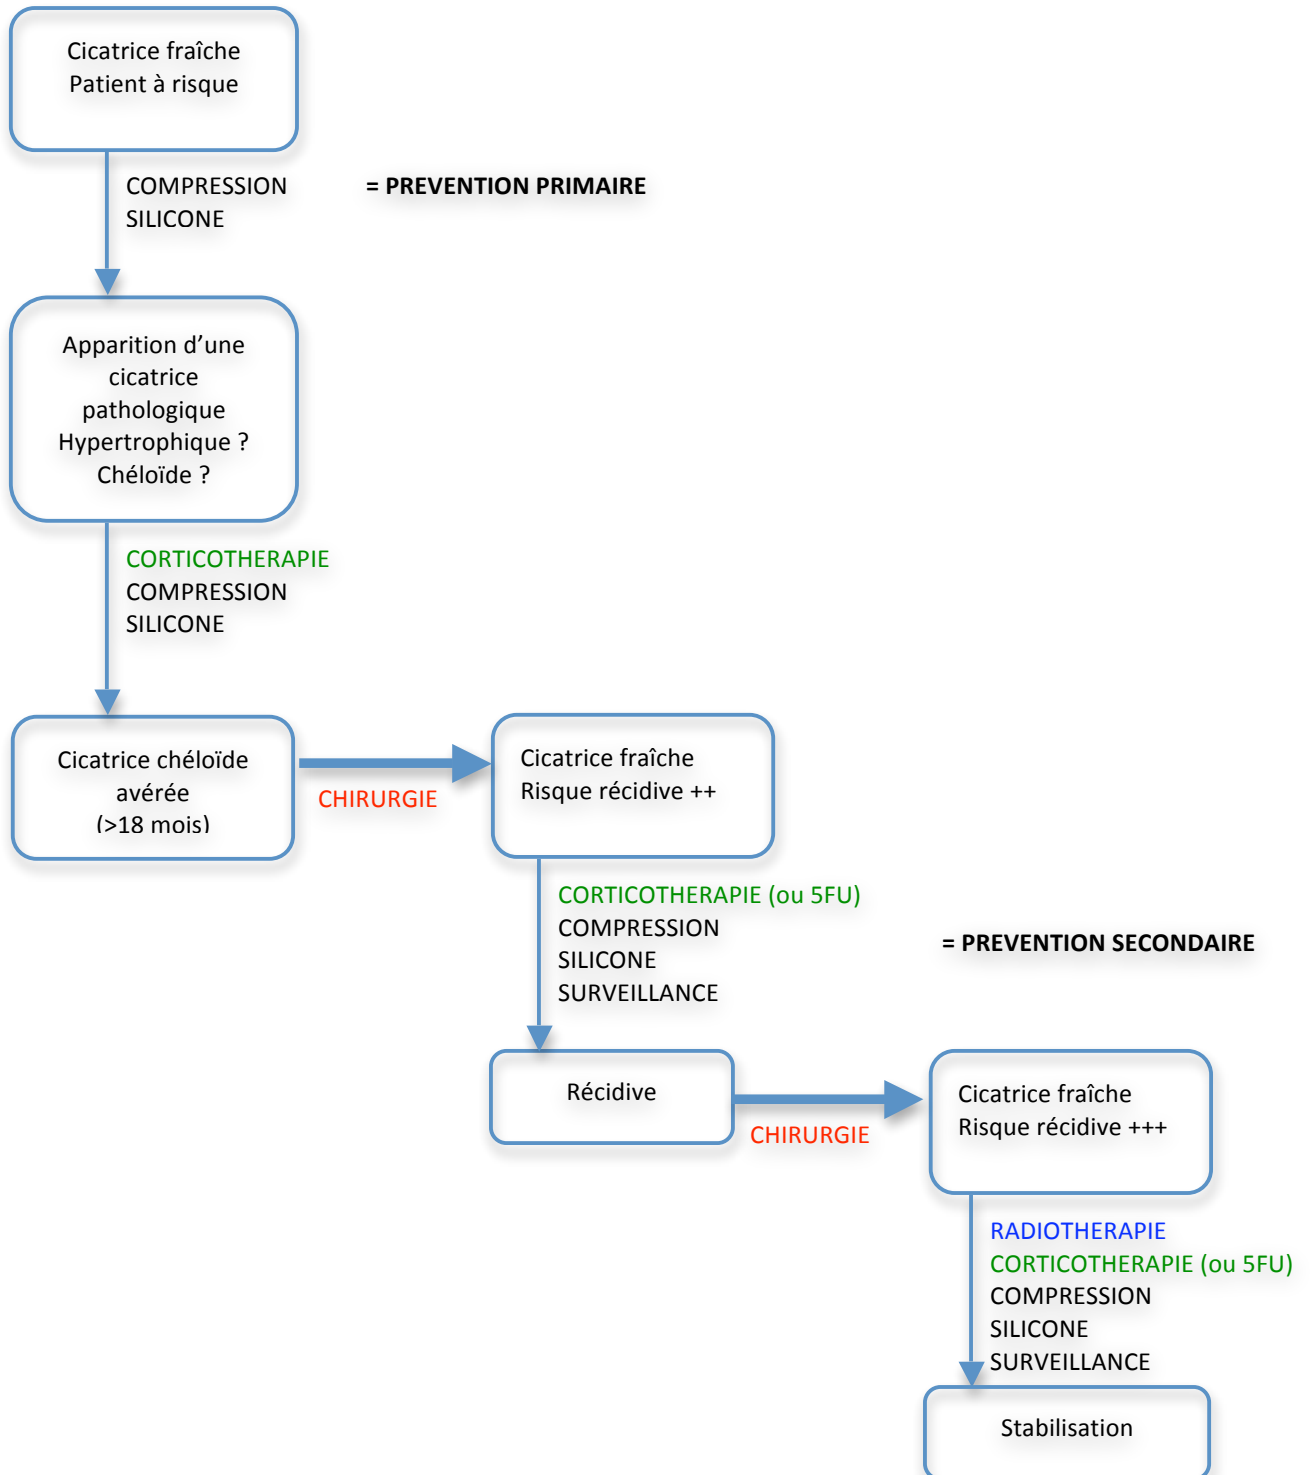 Cicatrice fraîche
Patient à risque
COMPRESSION
SILICONE
= PREVENTION PRIMAIRE
Apparition d’une
cicatrice
pathologique
Hypertrophique ?
Chéloïde ?
CORTICOTHERAPIE
COMPRESSION
SILICONE
Cicatrice chéloïde
avérée
(>18 mois)
CHIRURGIE
Cicatrice fraîche
Risque récidive ++
CORTICOTHERAPIE (ou 5FU)
COMPRESSION
SILICONE
SURVEILLANCE
= PREVENTION SECONDAIRE
Récidive
CHIRURGIE
Cicatrice fraîche
Risque récidive +++
RADIOTHERAPIE
CORTICOTHERAPIE (ou 5FU)
COMPRESSION
SILICONE
SURVEILLANCE
Stabilisation